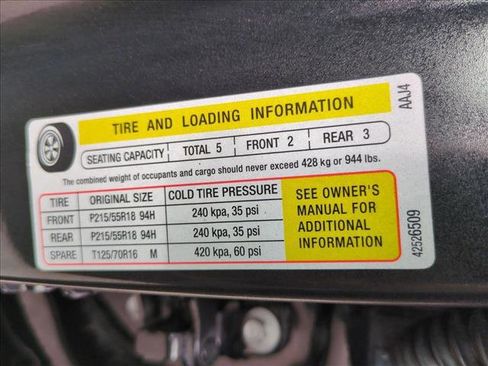 TIRE AND LOADING INFORMATION
SEATING CAPACITY TOTAL 5 FRONT 2 REAR 3
The combined weight of occupants and cargo should never exceed 428 kg or 944 lbs.
TIRE ORIGINAL SIZE COLD TIRE PRESSURE
FRONT P215/55R18 94H 240 kpa, 35 psi
REAR P215/55R18 94H 240 kpa, 35 psi
SPARE T125/70R16 M 420 kpa, 60 psi
SEE OWNER'S
MANUAL FOR
ADDITIONAL
INFORMATION
AAJ4
42526509